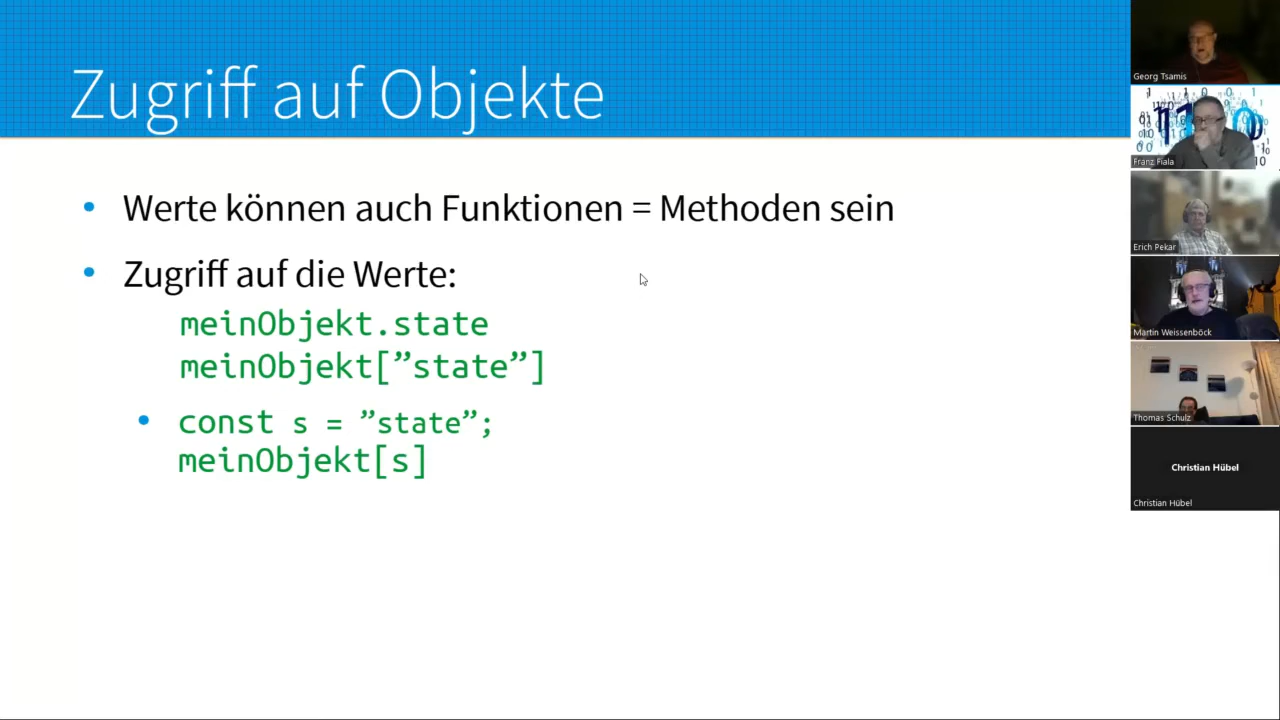 Zugriff auf Objekte
Werte können auch Funktionen = Methoden sein
Zugriff auf die Werte:
meinObjekt.state
meinObjekt[”state”]
const s = ”state”;
meinObjekt[s]
Georg Tsamis
Franz Fiala
Erich Pekar
Martin Weissenböck
Thomas Schulz
Christian Hübel
Christian Hübel